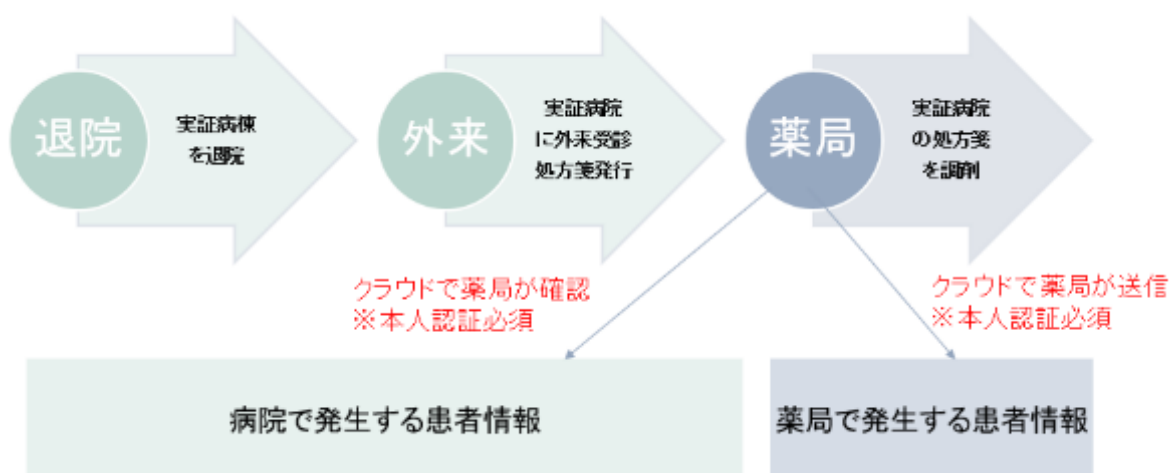 退院
実証病棟
を退院
外来
実証病院
に外来受診
処方箋発行
薬局
実証病院
の処方箋
を調剤
クラウドで薬局が確認
※本人認証必須
クラウドで薬局が送信
※本人認証必須
病院で発生する患者情報
薬局で発生する患者情報